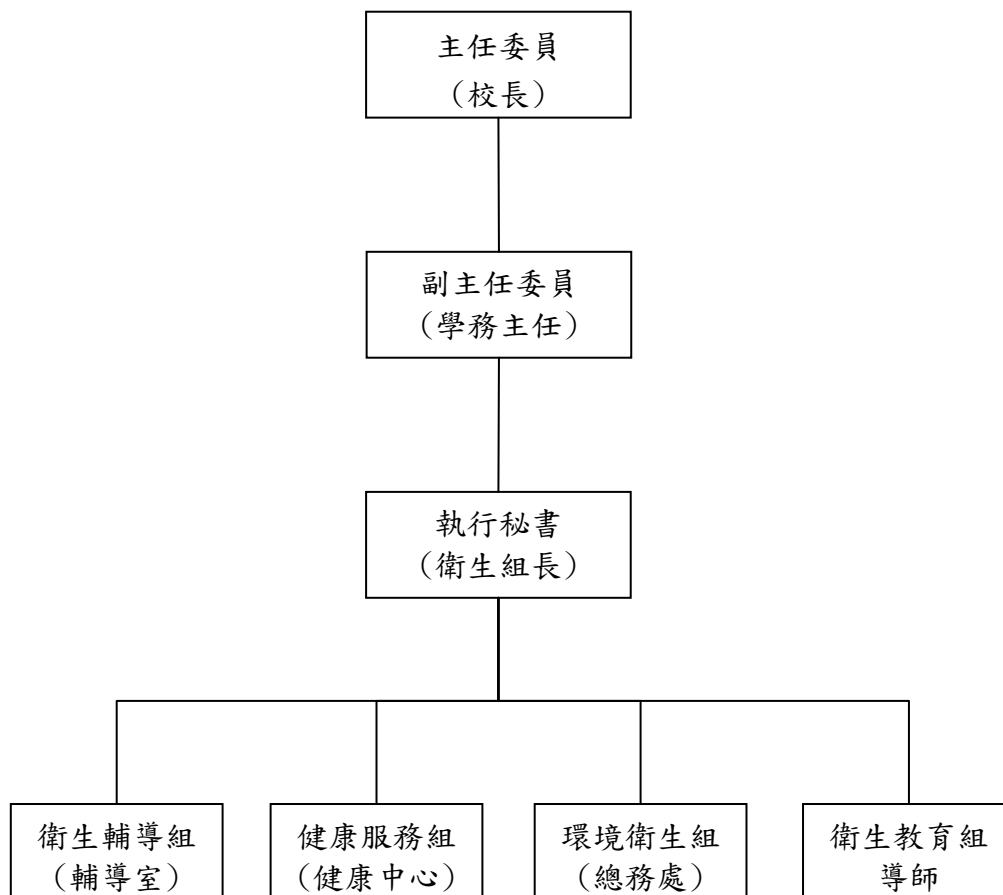 主任委員
（校長）
副主任委員
（學務主任）
執行秘書
（衛生組長）
衛生輔導組
（輔導室）
健康服務組
（健康中心）
環境衛生組
（總務處）
衛生教育組
導師